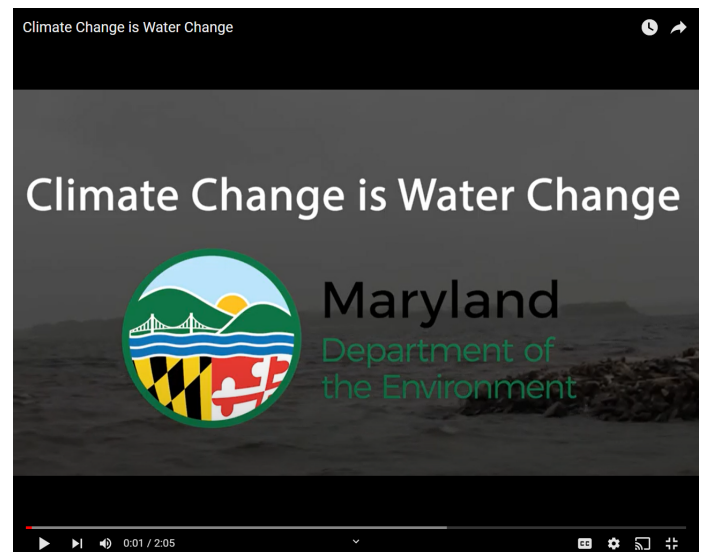 Climate Change is Water Change
Climate Change is Water Change
Maryland
Department of
the Environment
0:01 / 2:05
CC